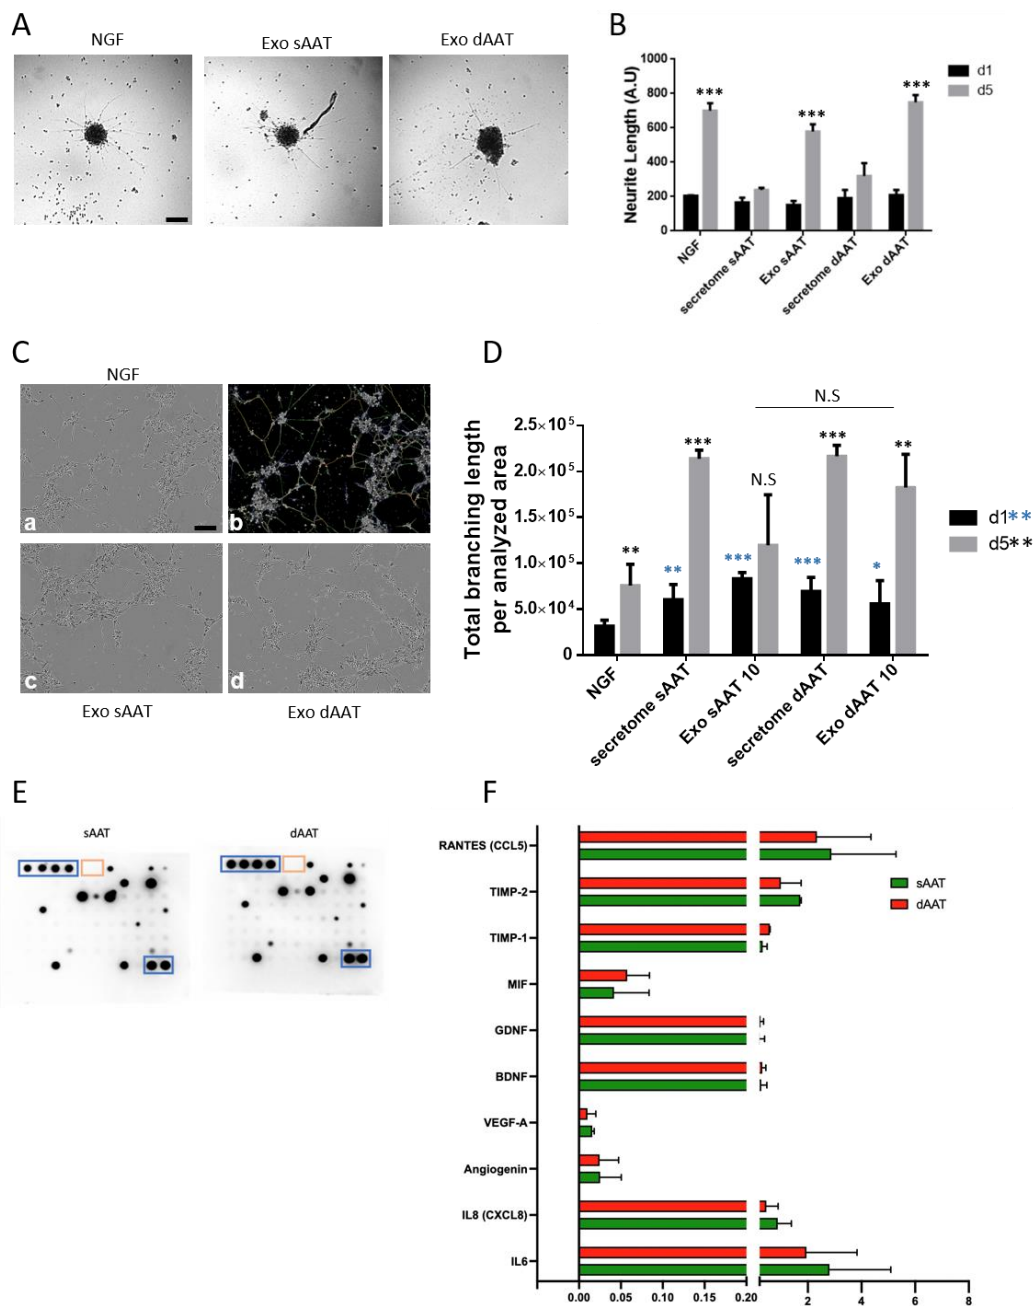 A
NGF
Exo sAAT
Exo dAAT
B
Neurite Length (A.U)
1000
800
600
400
200
0
***
***
***
d1
d5
NGF
secretome sAAT
Exo sAAT
secretome dAAT
Exo dAAT
C
NGF
a
b
c
d
Exo sAAT
Exo dAAT
D
Total branching length
per analyzed area
2.5×10⁵
2.0×10⁵
1.5×10⁵
1.0×10⁵
5.0×10⁴
0
N.S
**
**
***
***
N.S
***
***
*
**
d1**
d5**
NGF
secretome sAAT
Exo sAAT 10
secretome dAAT
Exo dAAT 10
E
sAAT
dAAT
F
RANTES (CCL5)
TIMP-2
TIMP-1
MIF
GDNF
BDNF
VEGF-A
Angiogenin
IL8 (CXCL8)
IL6
sAAT
dAAT
0.00
0.05
0.10
0.15
0.20
2
4
6
8